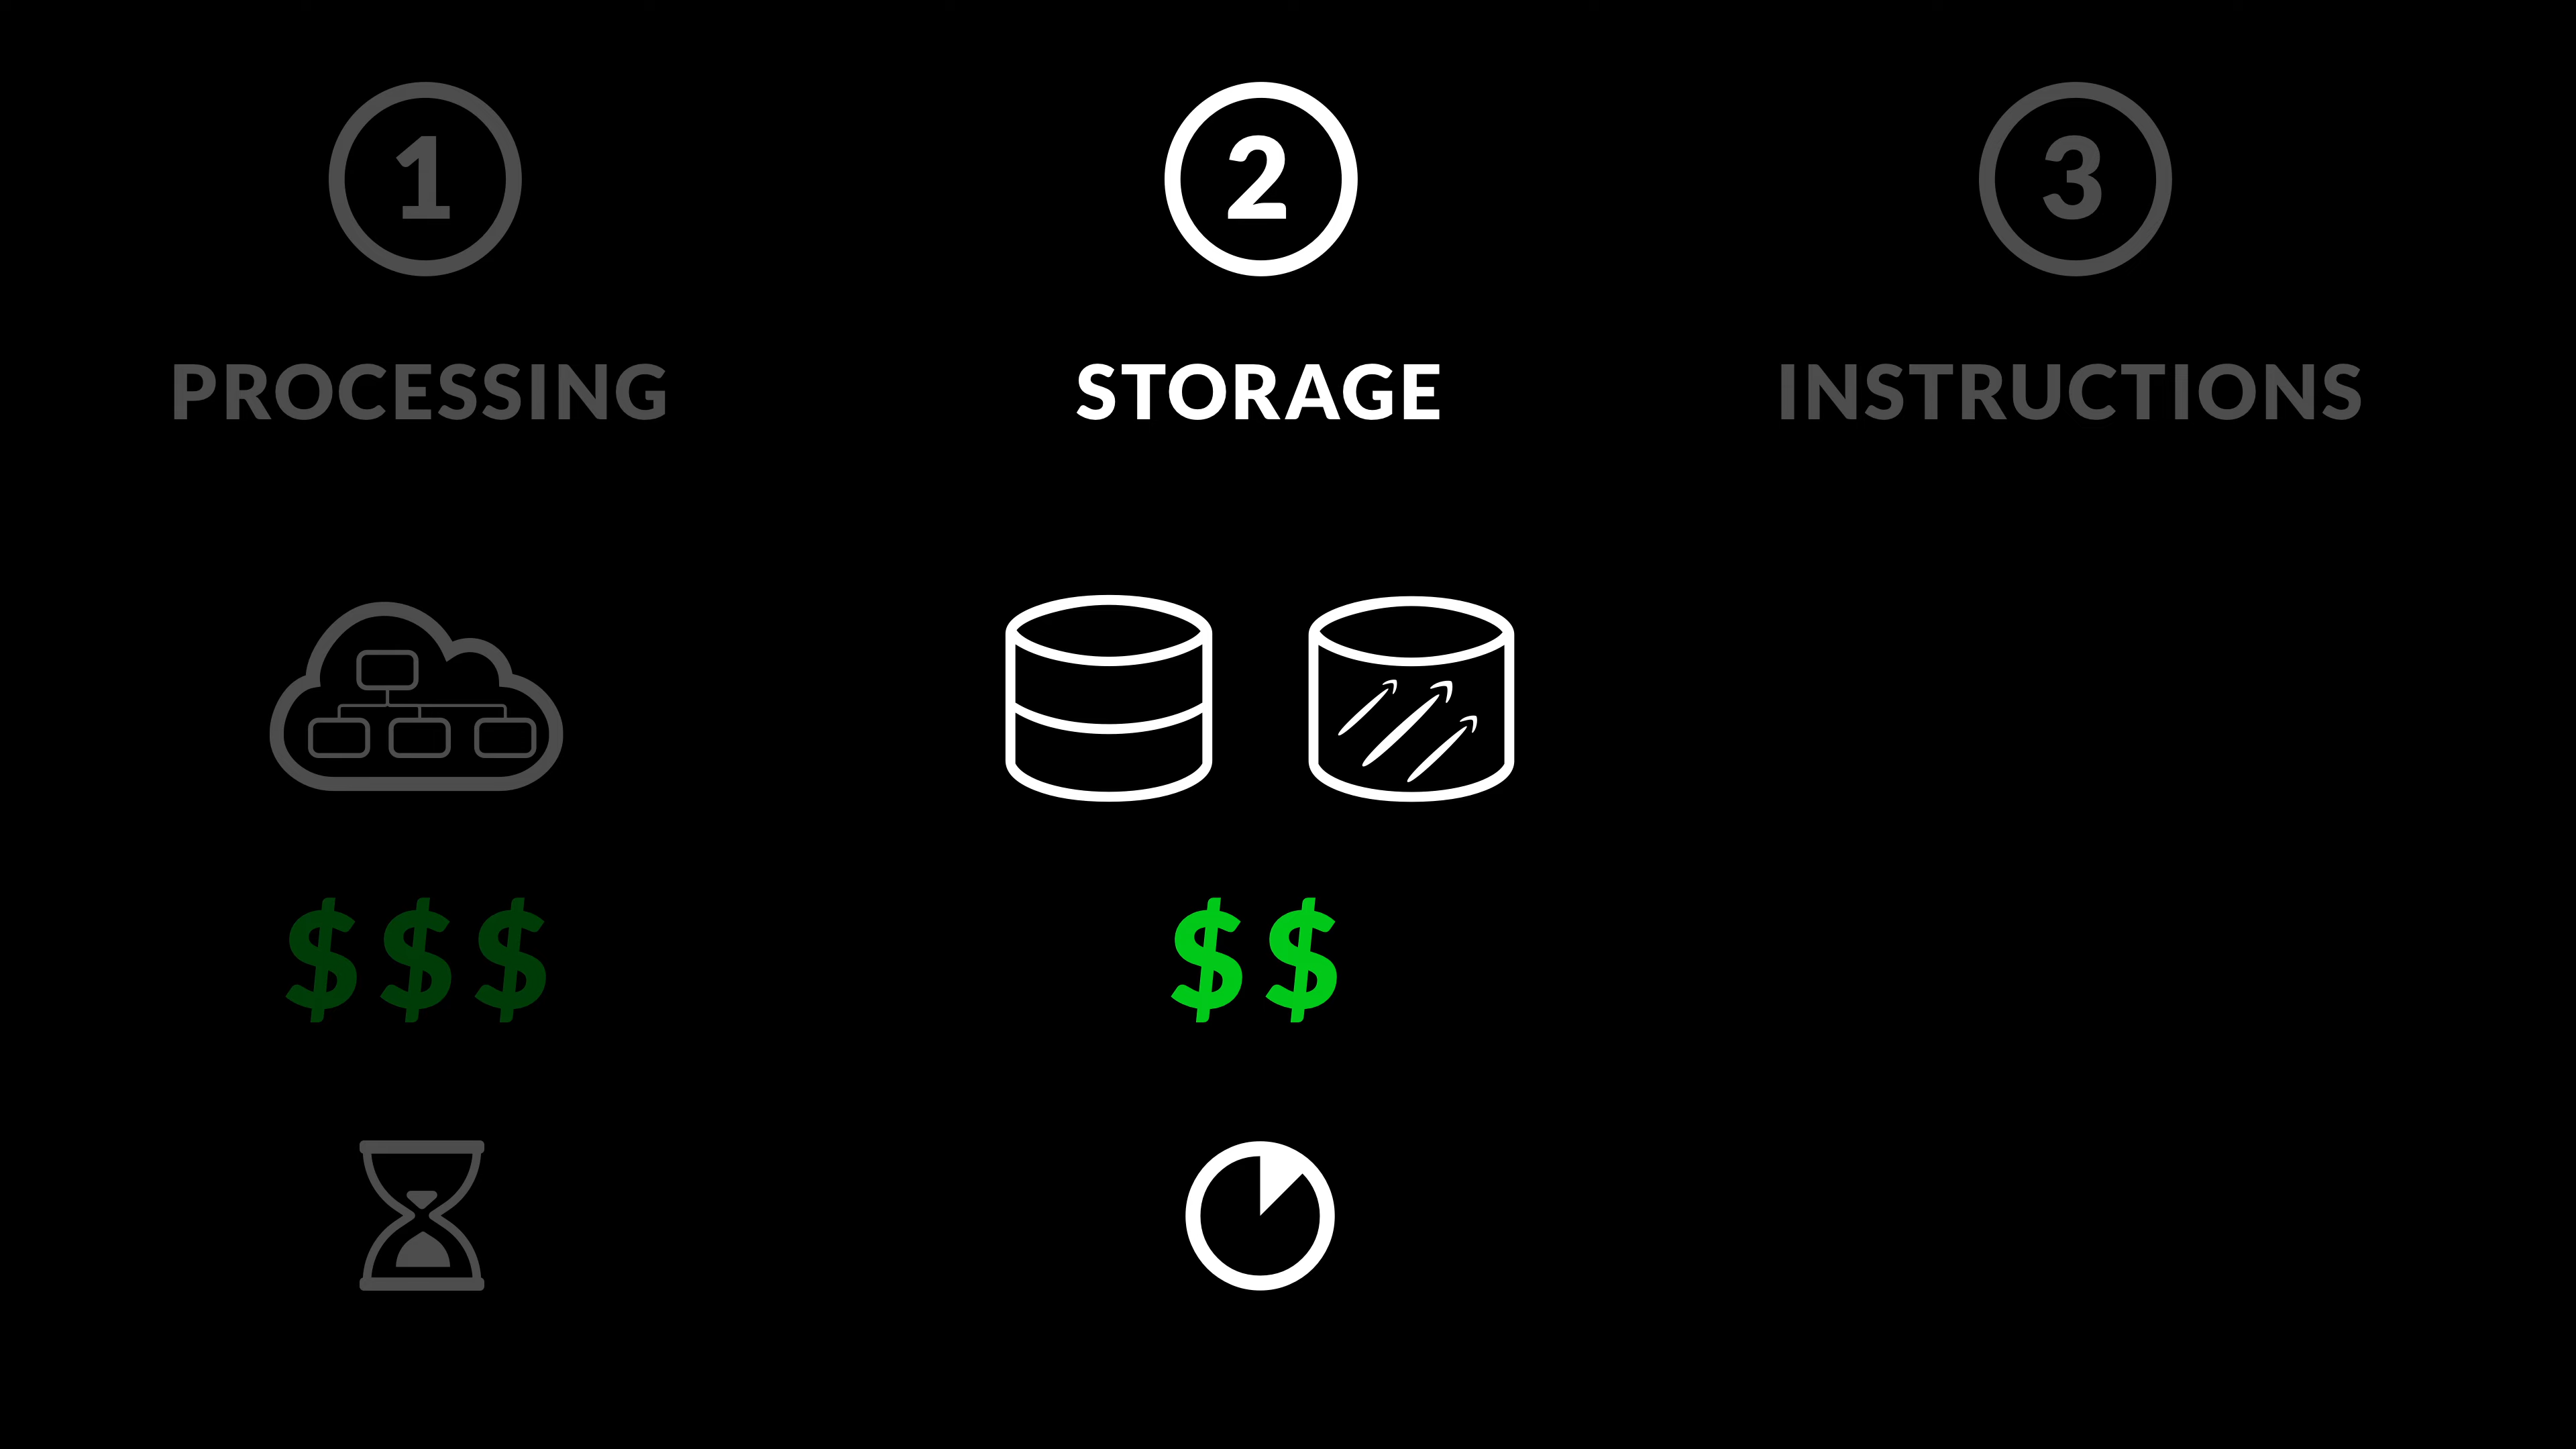 1 2 3
PROCESSING STORAGE INSTRUCTIONS
$$$ $$